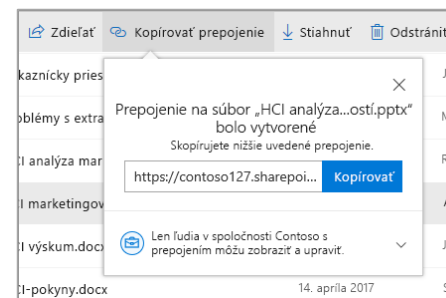 Zdieľať Kopírovať prepojenie Stiahnuť Odstrániť
kaznícky pries
Prepojenie na súbor „HCI analýza...ostí.pptx“
bolo vytvorené
Skopírujete nižšie uvedené prepojenie.
https://contoso127.sharepoi... Kopírovať
Len ľudia v spoločnosti Contoso s
prepojením môžu zobraziť a upraviť.
blémy s extra
I analýza mar
I marketingov
I výskum.docx
I-pokyny.docx 14. apríla 2017